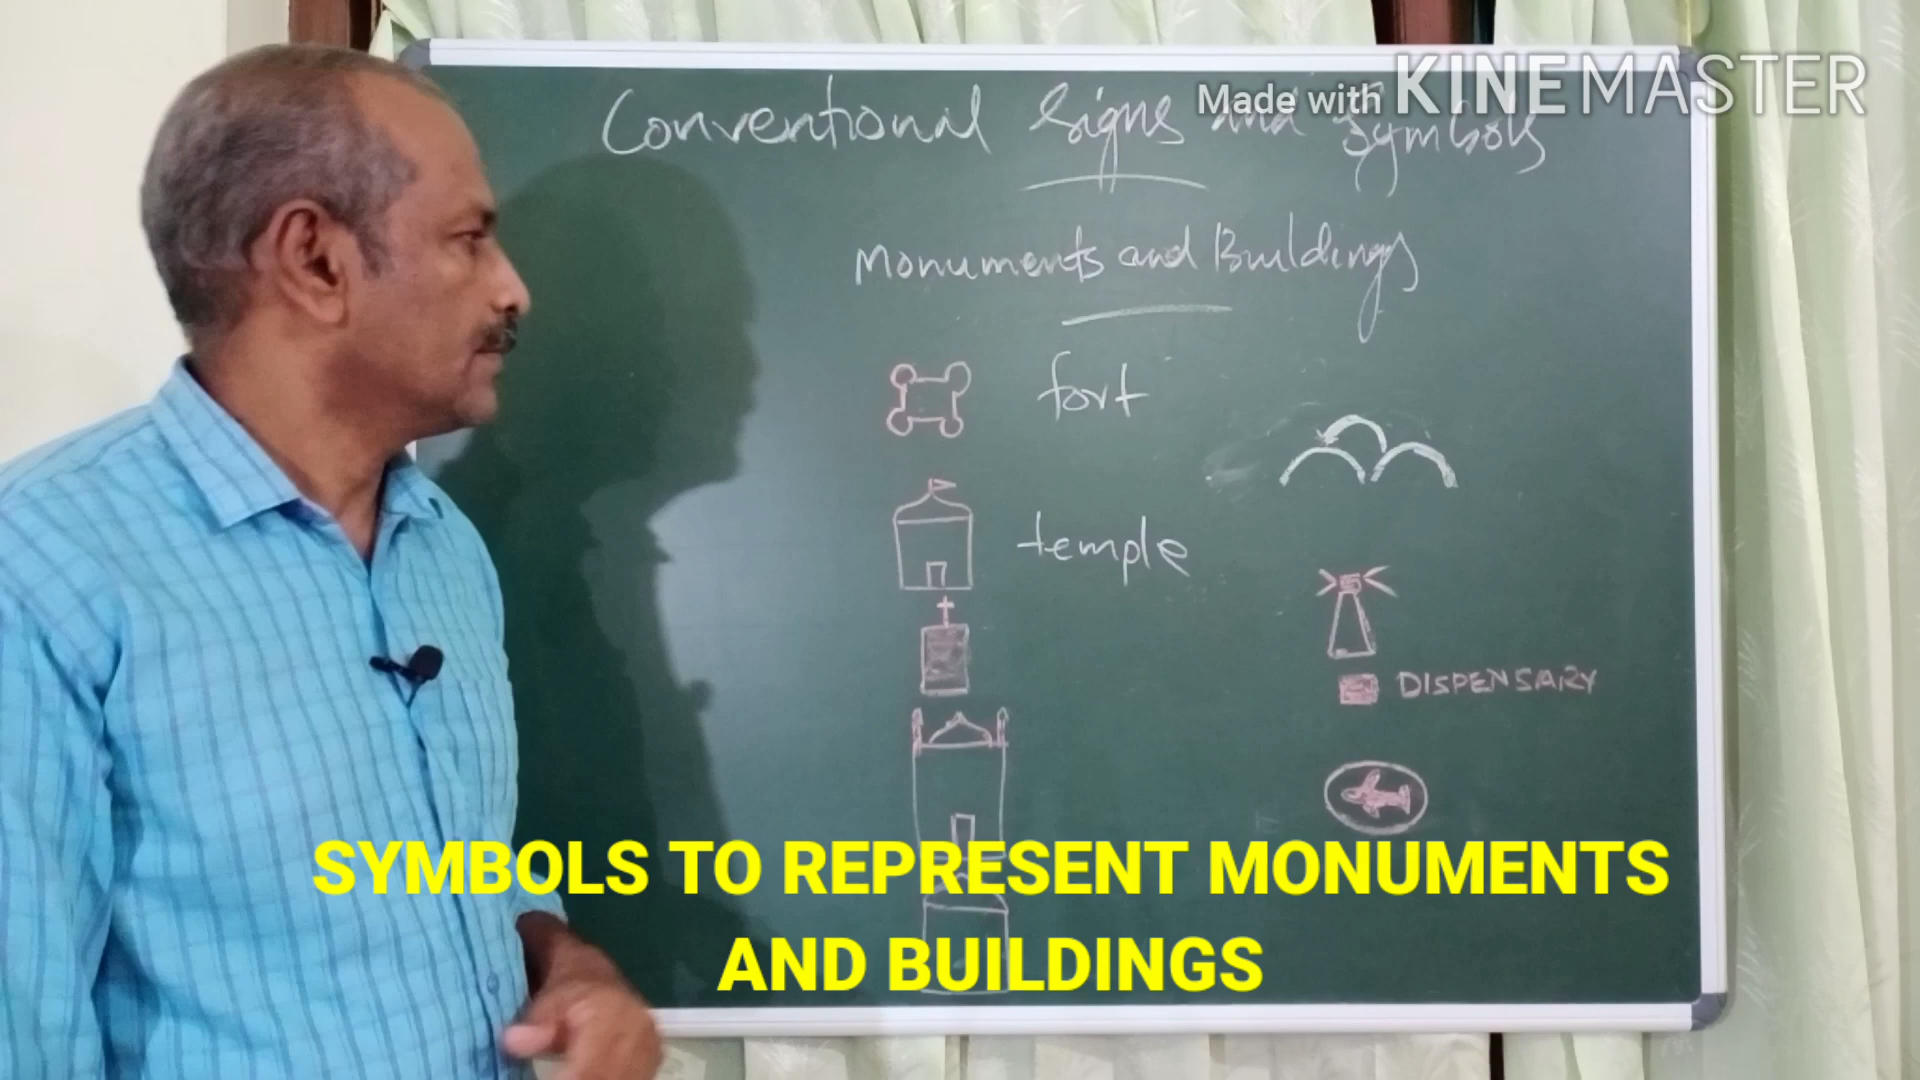 Made with KINEMASTER
Conventional Signs and Symbols
Monuments and Buildings
fort
temple
DISPENSARY
SYMBOLS TO REPRESENT MONUMENTS
AND BUILDINGS